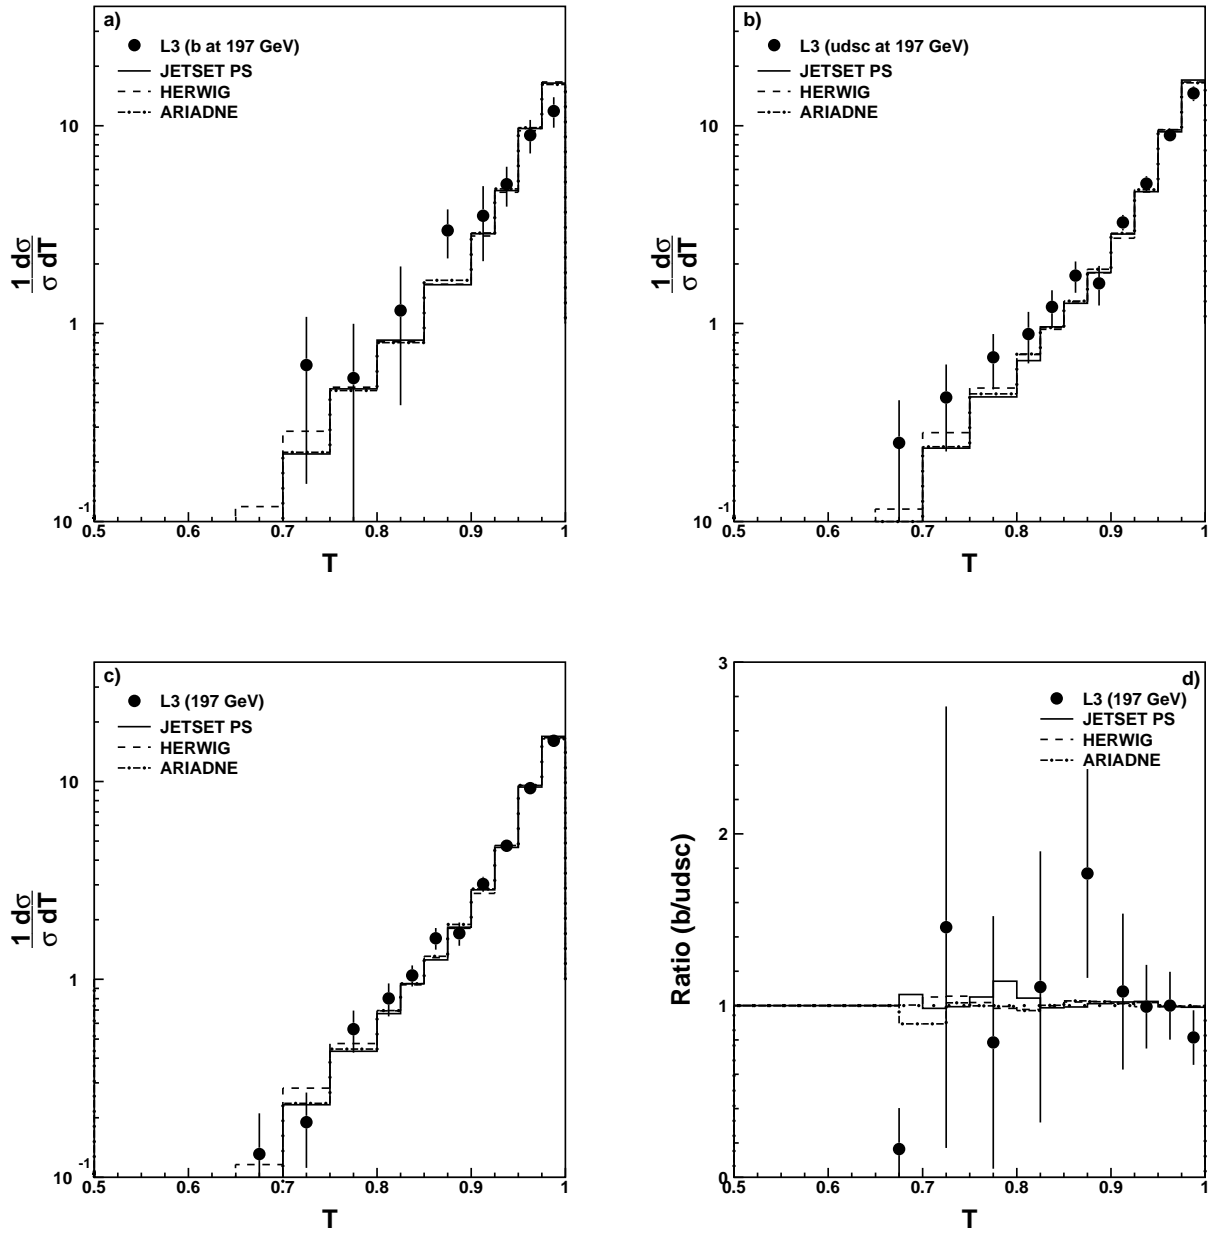 a)
L3 (b at 197 GeV)
JETSET PS
HERWIG
ARIADNE
10
1
10 -1
1 dσ
σ dT
0.5 0.6 0.7 0.8 0.9 1
T
b)
L3 (udsc at 197 GeV)
JETSET PS
HERWIG
ARIADNE
10
1
10 -1
1 dσ
σ dT
0.5 0.6 0.7 0.8 0.9 1
T
c)
L3 (197 GeV)
JETSET PS
HERWIG
ARIADNE
10
1
10 -1
1 dσ
σ dT
0.5 0.6 0.7 0.8 0.9 1
T
d)
L3 (197 GeV)
JETSET PS
HERWIG
ARIADNE
3
2
1
0
Ratio (b/udsc)
0.5 0.6 0.7 0.8 0.9 1
T